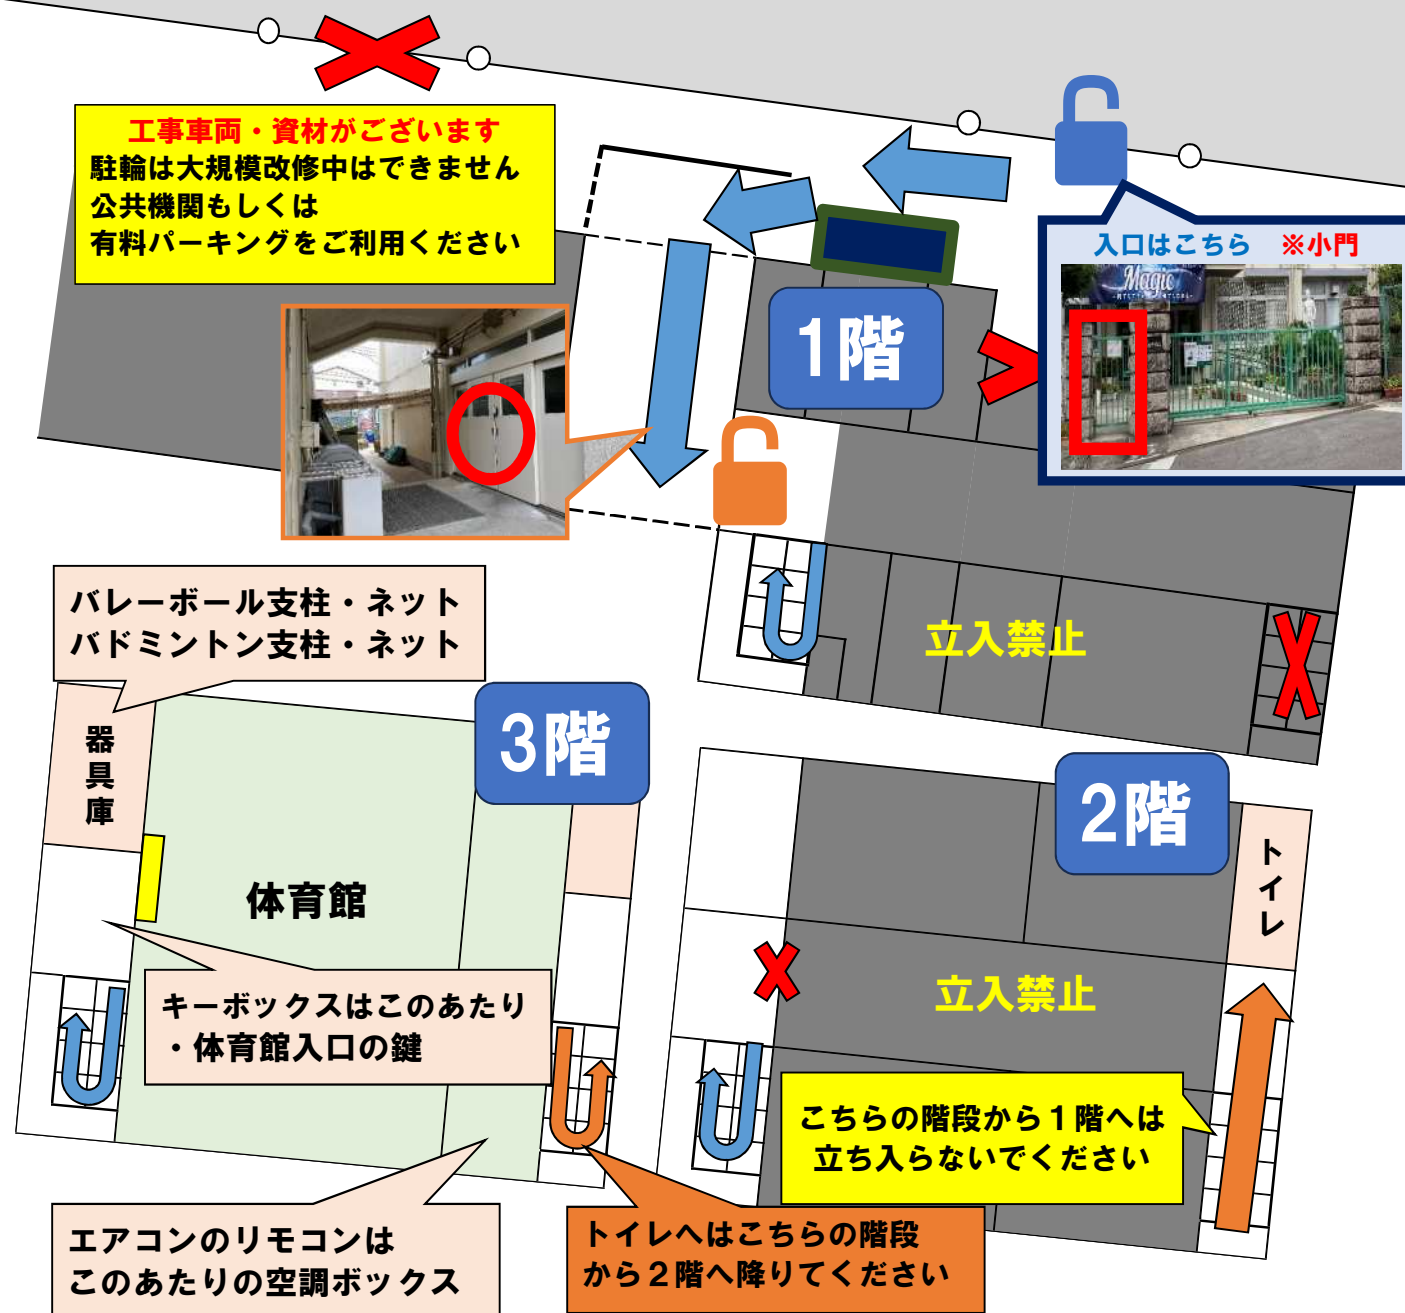 工事車両・資材がございます
駐輪は大規模改修中はできません
公共機関もしくは
有料パーキングをご利用ください
入口はこちら　※小門
Magic
1階
バレーボール支柱・ネット
バドミントン支柱・ネット
立入禁止
3階
器具庫
2階
トイレ
体育館
キーボックスはこのあたり
・体育館入口の鍵
立入禁止
こちらの階段から１階へは
立ち入らないでください
エアコンのリモコンは
このあたりの空調ボックス
トイレへはこちらの階段
から２階へ降りてください